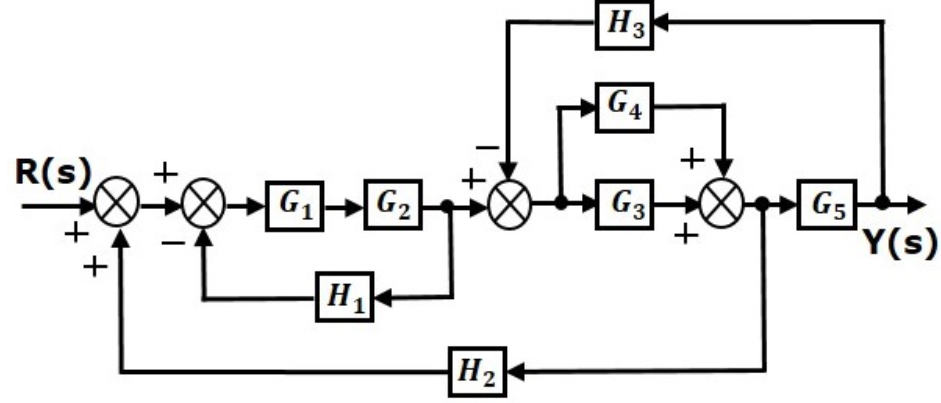 H₃
G₄
R(s) + + − + G₁ G₂ + − G₃ + + G₅ Y(s)
+ − H₁
H₂